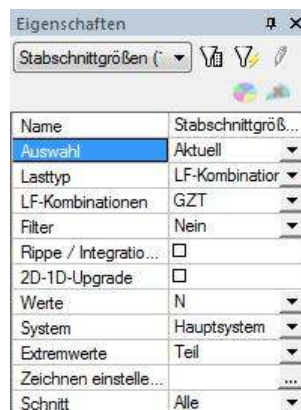 Eigenschaften
Stabschnittgrößen (
Name Stabschnittgröß...
Auswahl Aktuell
Lasttyp LF-Kombination
LF-Kombinationen GZT
Filter Nein
Rippe / Integratio...
2D-1D-Upgrade
Werte N
System Hauptsystem
Extremwerte Teil
Zeichnen einstelle... ...
Schnitt Alle